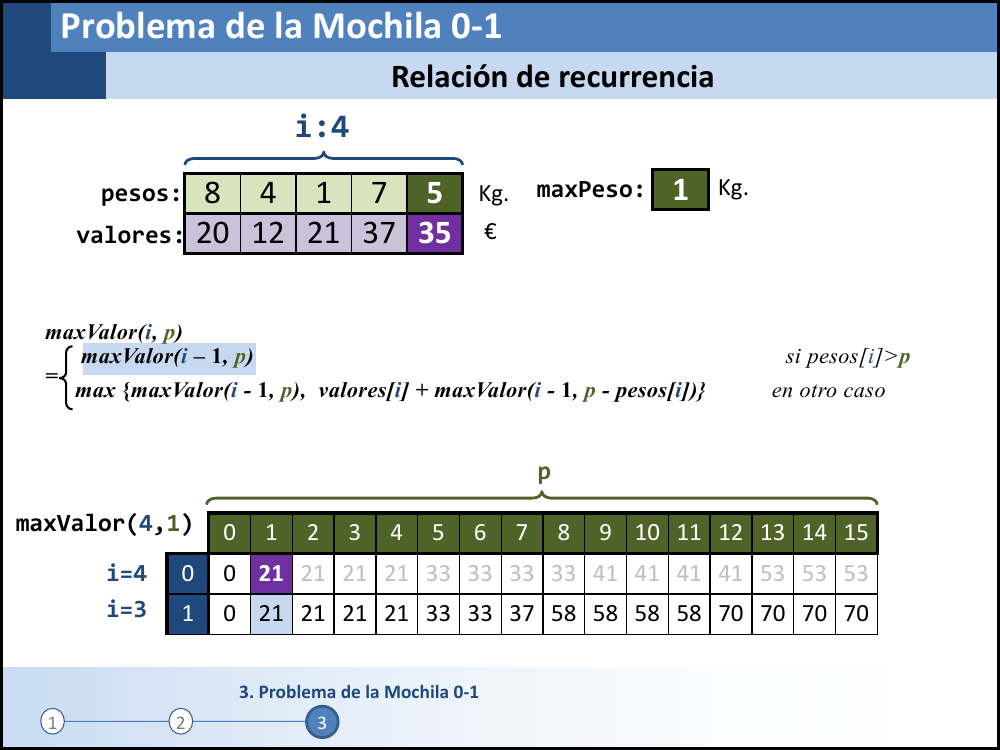 Problema de la Mochila 0-1
Relación de recurrencia
i:4
pesos: 8 4 1 7 5 Kg. maxPeso: 1 Kg.
valores: 20 12 21 37 35 €
maxValor(i, p)
maxValor(i – 1, p) si pesos[i]>p
=
max {maxValor(i - 1, p), valores[i] + maxValor(i - 1, p - pesos[i])} en otro caso
p
maxValor(4,1) 0 1 2 3 4 5 6 7 8 9 10 11 12 13 14 15
i=4 0 0 21 21 21 21 33 33 33 33 41 41 41 41 53 53 53
i=3 1 0 21 21 21 21 33 33 37 58 58 58 58 70 70 70 70
3. Problema de la Mochila 0-1
1 2 3